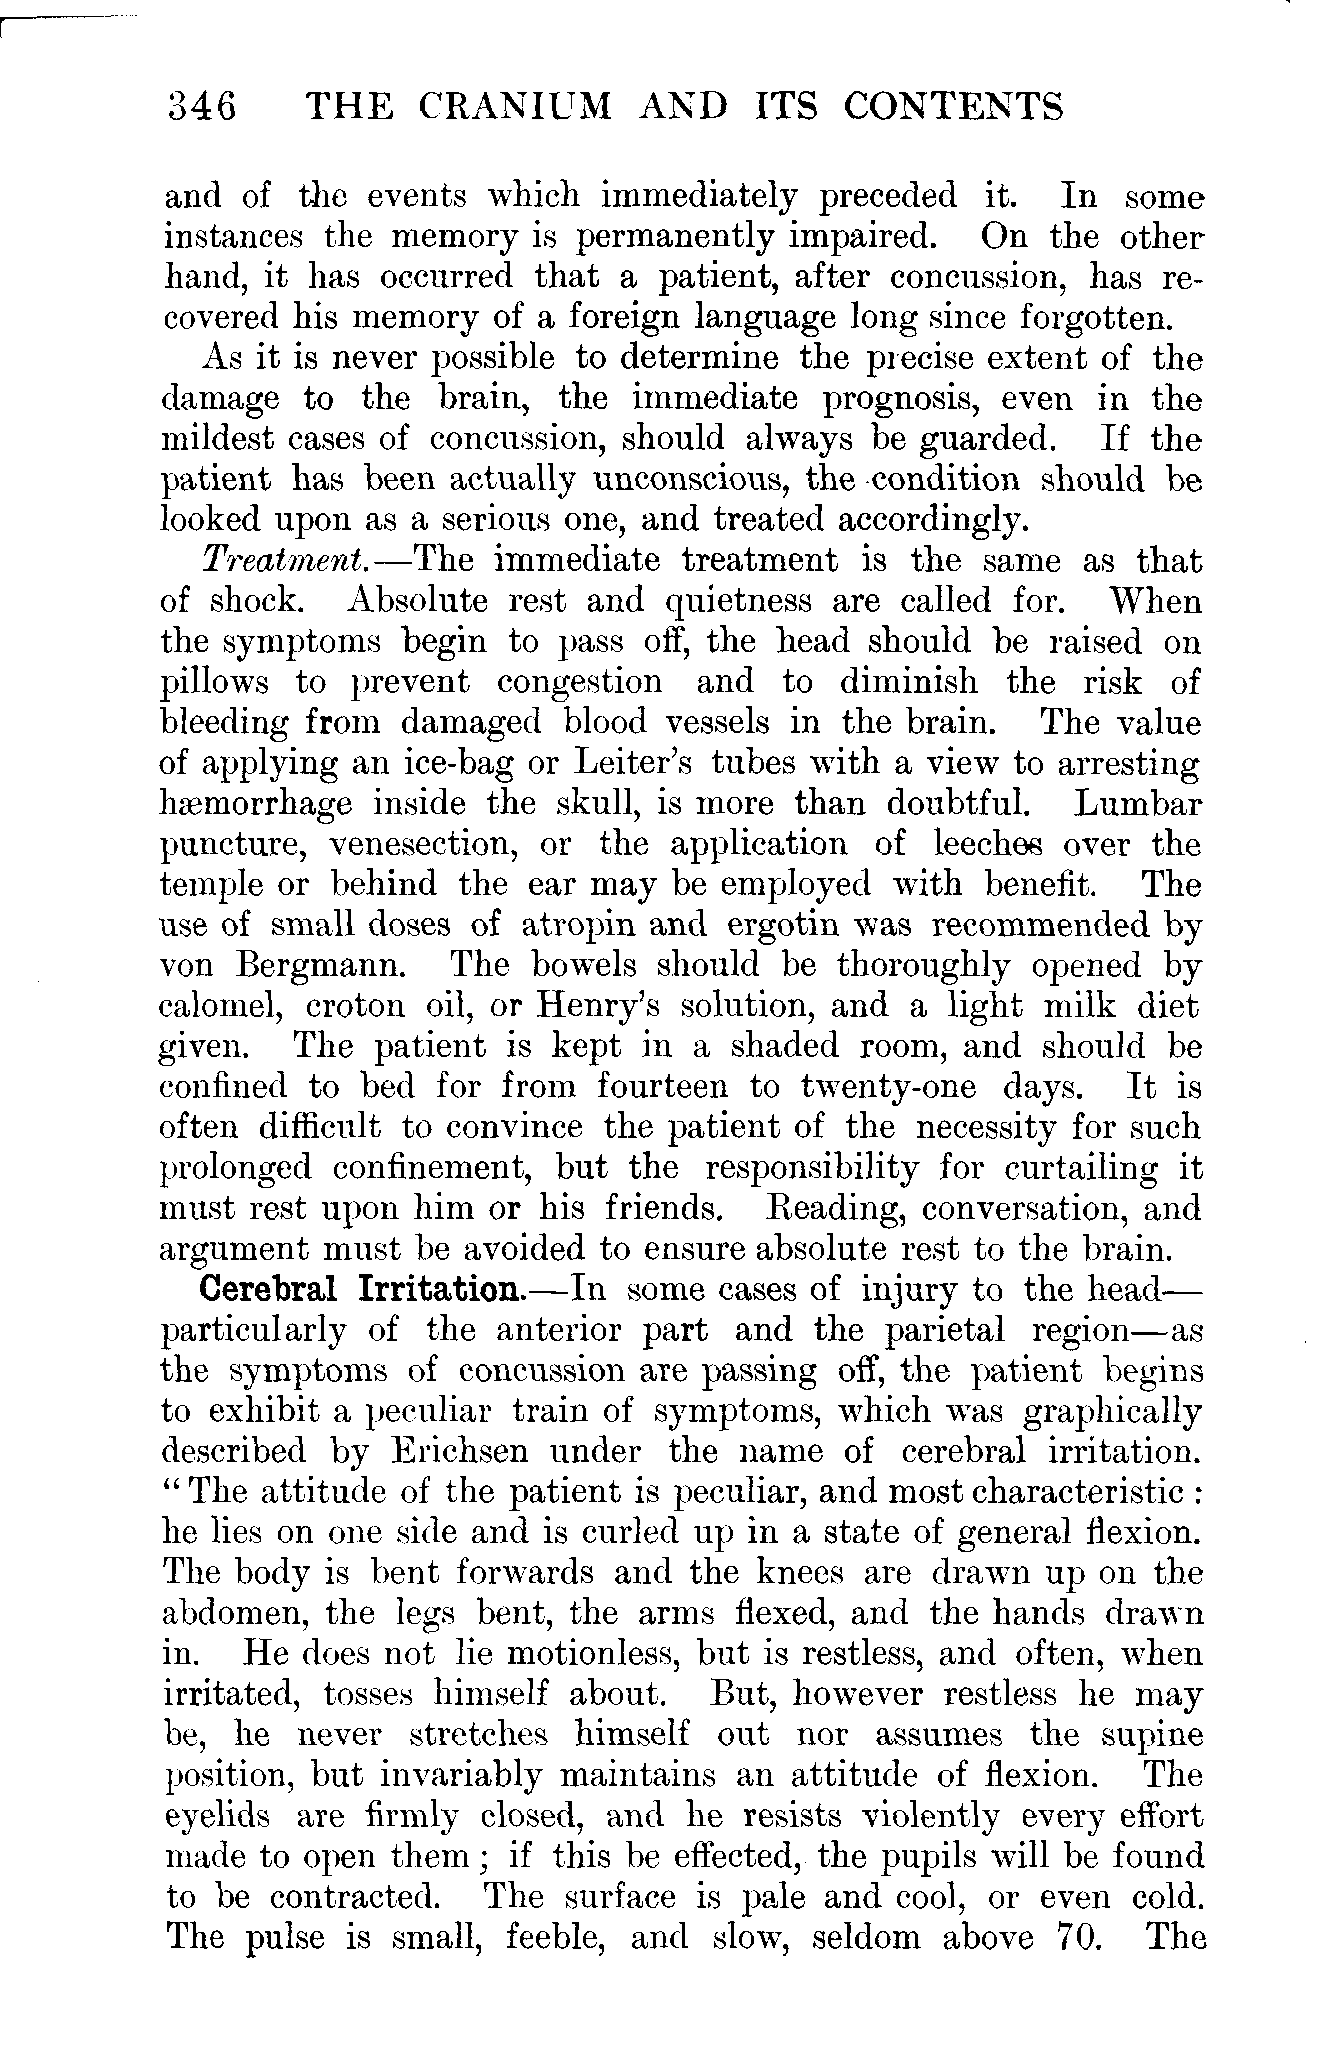 346 THE CRANIUM AND ITS CONTENTS
and of the events which immediately preceded it. In some
instances the memory is permanently impaired. On the other
hand, it has occurred that a patient, after concussion, has re-
covered his memory of a foreign language long since forgotten.
As it is never possible to determine the precise extent of the
damage to the brain, the immediate prognosis, even in the
mildest cases of concussion, should always be guarded. If the
patient has been actually unconscious, the condition should be
looked upon as a serious one, and treated accordingly.
Treatment.—The immediate treatment is the same as that
of shock. Absolute rest and quietness are called for. When
the symptoms begin to pass off, the head should be raised on
pillows to prevent congestion and to diminish the risk of
bleeding from damaged blood vessels in the brain. The value
of applying an ice-bag or Leiter's tubes with a view to arresting
hæmorrhage inside the skull, is more than doubtful. Lumbar
puncture, venesection, or the application of leeches over the
temple or behind the ear may be employed with benefit. The
use of small doses of atropin and ergotin was recommended by
von Bergmann. The bowels should be thoroughly opened by
calomel, croton oil, or Henry's solution, and a light milk diet
given. The patient is kept in a shaded room, and should be
confined to bed for from fourteen to twenty-one days. It is
often difficult to convince the patient of the necessity for such
prolonged confinement, but the responsibility for curtailing it
must rest upon him or his friends. Reading, conversation, and
argument must be avoided to ensure absolute rest to the brain.
Cerebral Irritation.—In some cases of injury to the head—
particularly of the anterior part and the parietal region—as
the symptoms of concussion are passing off, the patient begins
to exhibit a peculiar train of symptoms, which was graphically
described by Erichsen under the name of cerebral irritation.
“The attitude of the patient is peculiar, and most characteristic :
he lies on one side and is curled up in a state of general flexion.
The body is bent forwards and the knees are drawn up on the
abdomen, the legs bent, the arms flexed, and the hands drawn
in. He does not lie motionless, but is restless, and often, when
irritated, tosses himself about. But, however restless he may
be, he never stretches himself out nor assumes the supine
position, but invariably maintains an attitude of flexion. The
eyelids are firmly closed, and he resists violently every effort
made to open them ; if this be effected, the pupils will be found
to be contracted. The surface is pale and cool, or even cold.
The pulse is small, feeble, and slow, seldom above 70. The